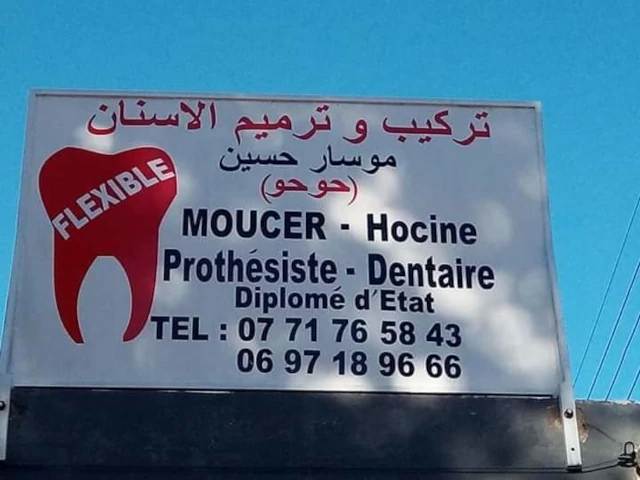 تركيب و ترميم الاسنان
موسار حسين
(حوحو)
FLEXIBLE
MOUCER - Hocine
Prothésiste - Dentaire
Diplomé d'Etat
TEL : 07 71 76 58 43
06 97 18 96 66